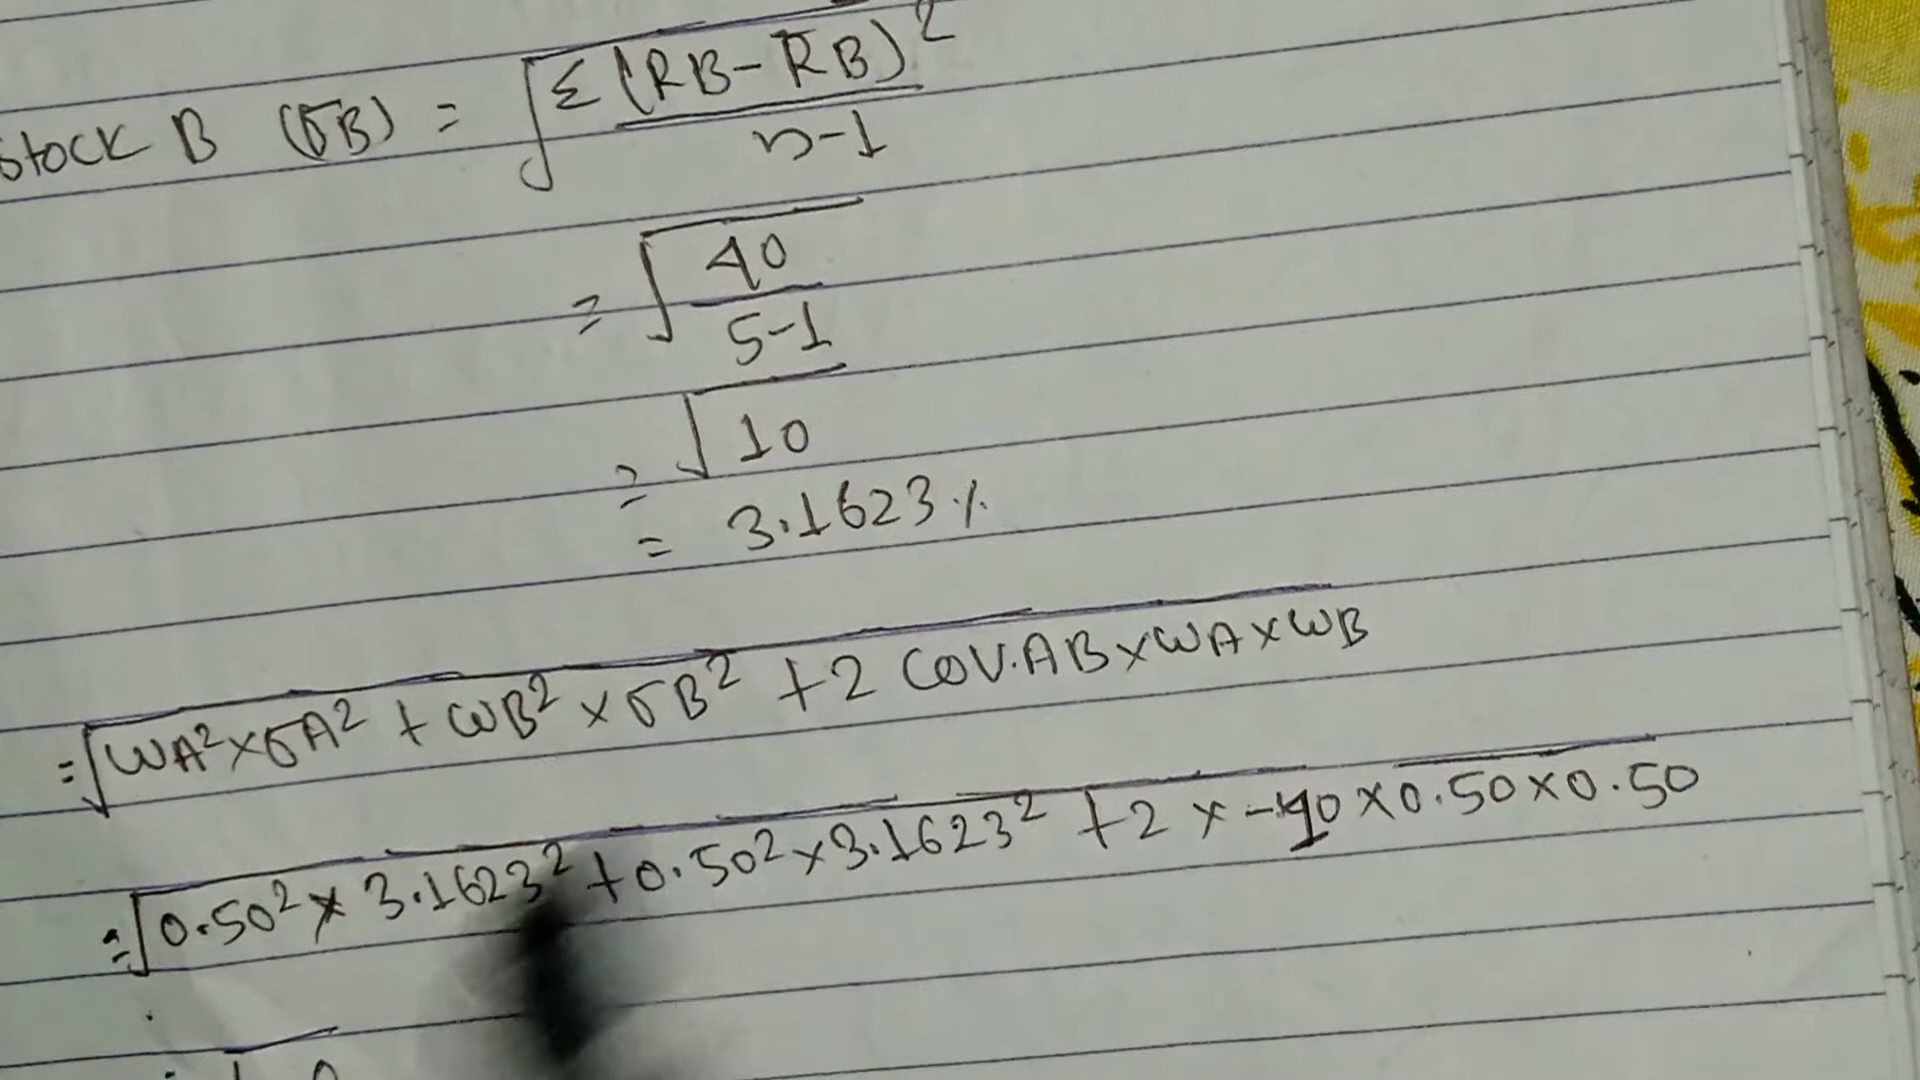 Stock B (σB) = √Σ(RB-R̅B)² / n-1
= √40 / 5-1
= √10
= 3.1623%
= √WA²×σA² + WB²×σB² +2 COV.AB×WA×WB
= √0.50²×3.1623²+0.50²×3.1623² +2×-10×0.50×0.50